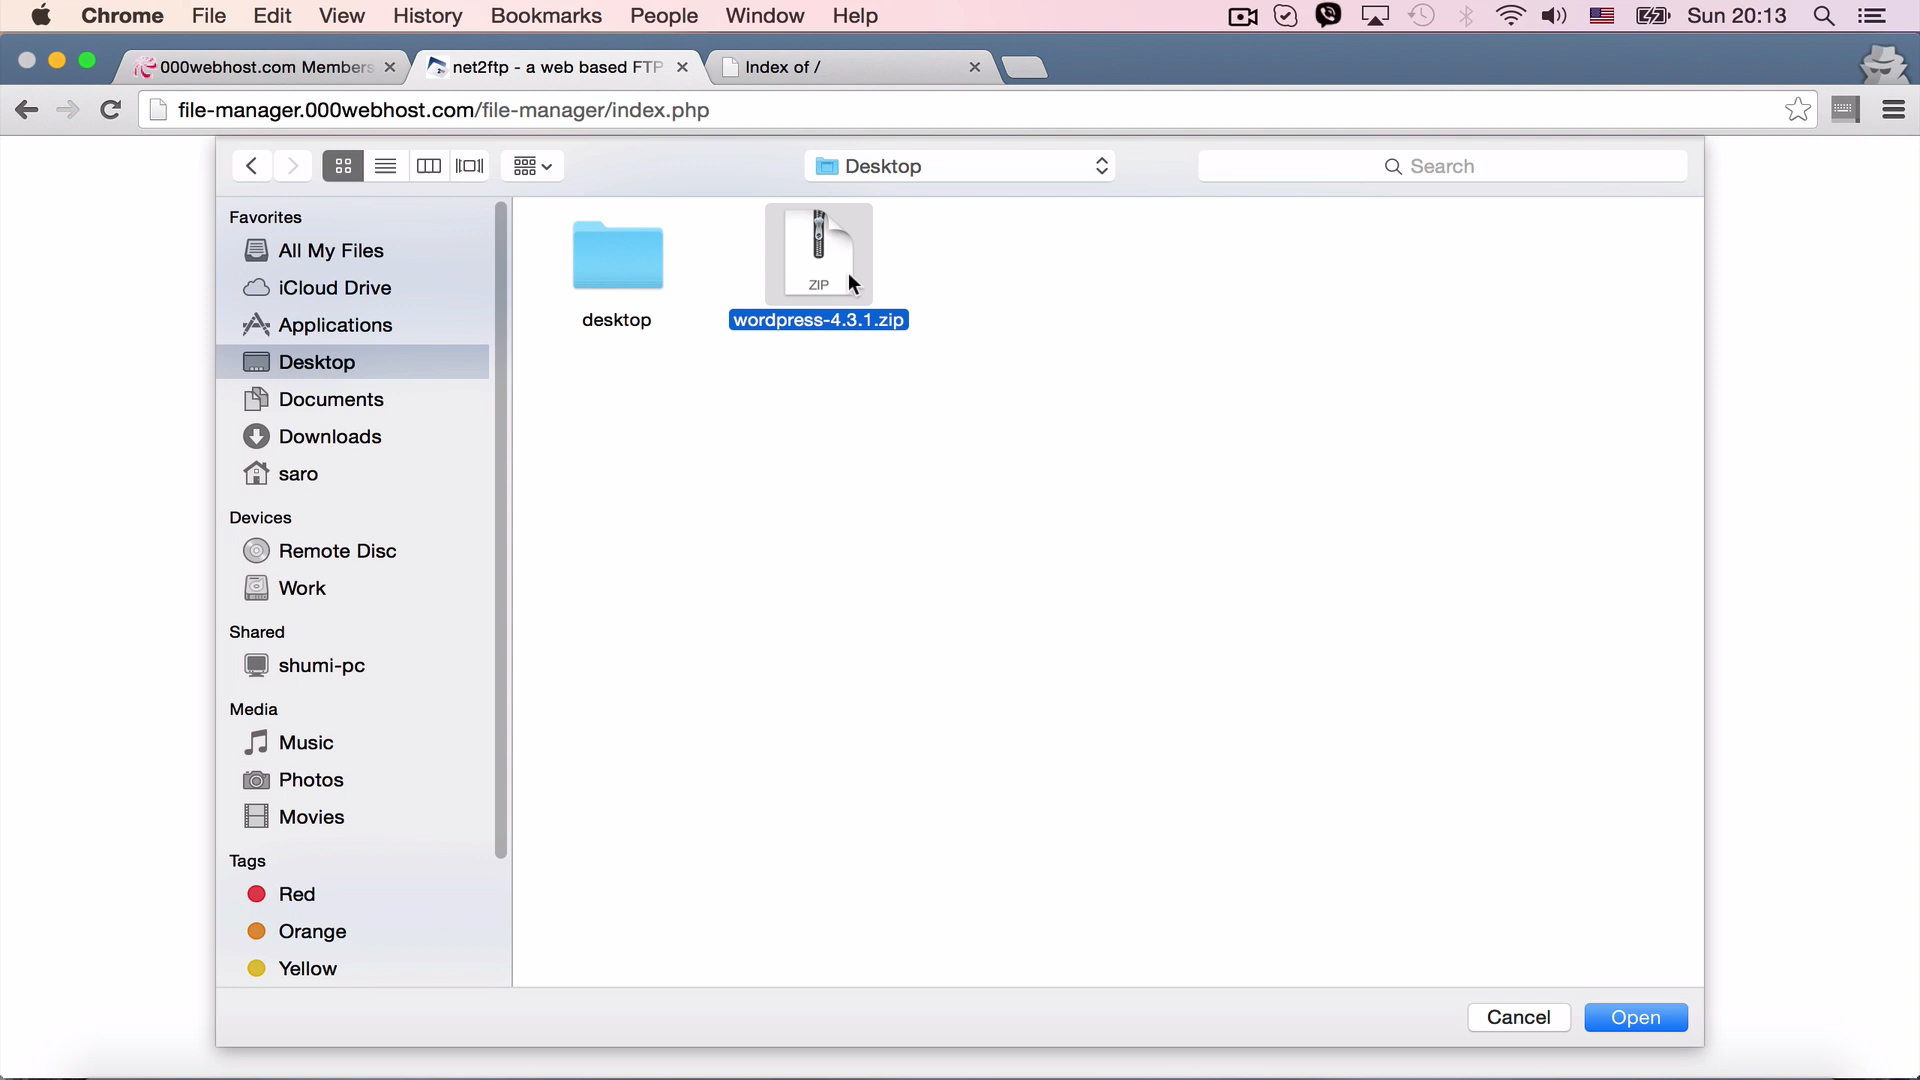 Chrome File Edit View History Bookmarks People Window Help Sun 20:13
000webhost.com Members net2ftp - a web based FTP Index of /
file-manager.000webhost.com/file-manager/index.php
Desktop Search
Favorites
All My Files
iCloud Drive
Applications
Desktop
Documents
Downloads
saro
Devices
Remote Disc
Work
Shared
shumi-pc
Media
Music
Photos
Movies
Tags
Red
Orange
Yellow
ZIP
desktop wordpress-4.3.1.zip
Cancel Open